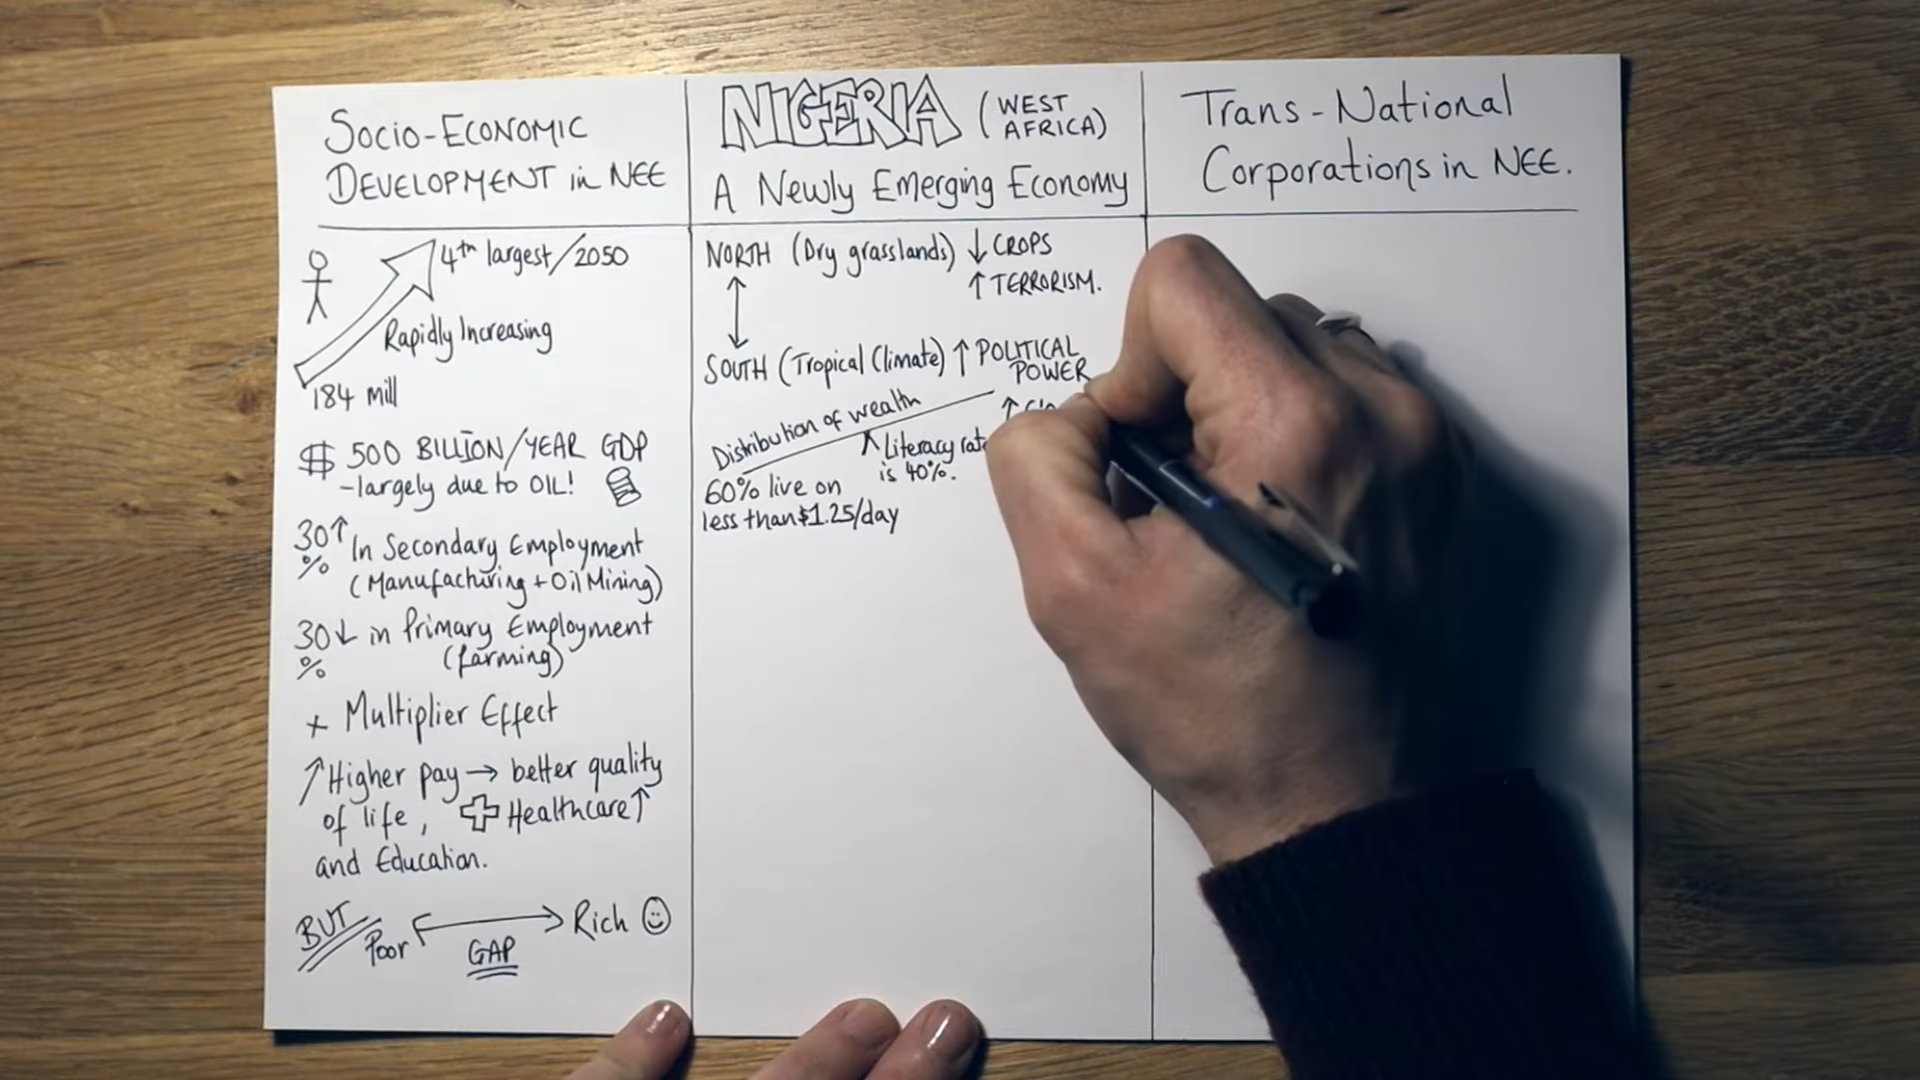 Socio-Economic
Development in NEE
4th largest/2050
Rapidly Increasing
184 mill
$ 500 BILLION/YEAR GDP
-largely due to OIL!
30% ↑ In Secondary Employment
(Manufacturing + Oil Mining)
30% ↓ in Primary Employment
(farming)
+ Multiplier Effect
↑ Higher pay → better quality
of life, Healthcare ↑
and Education.
BUT
Poor
Rich
GAP
NIGERIA (WEST
AFRICA)
A Newly Emerging Economy
NORTH (Dry grasslands) ↓ CROPS
↑ TERRORISM.
SOUTH (Tropical Climate) ↑ POLITICAL
POWER
Distribution of wealth
Literacy rate
is 40%.
60% live on
less than $1.25/day
Trans-National
Corporations in NEE.